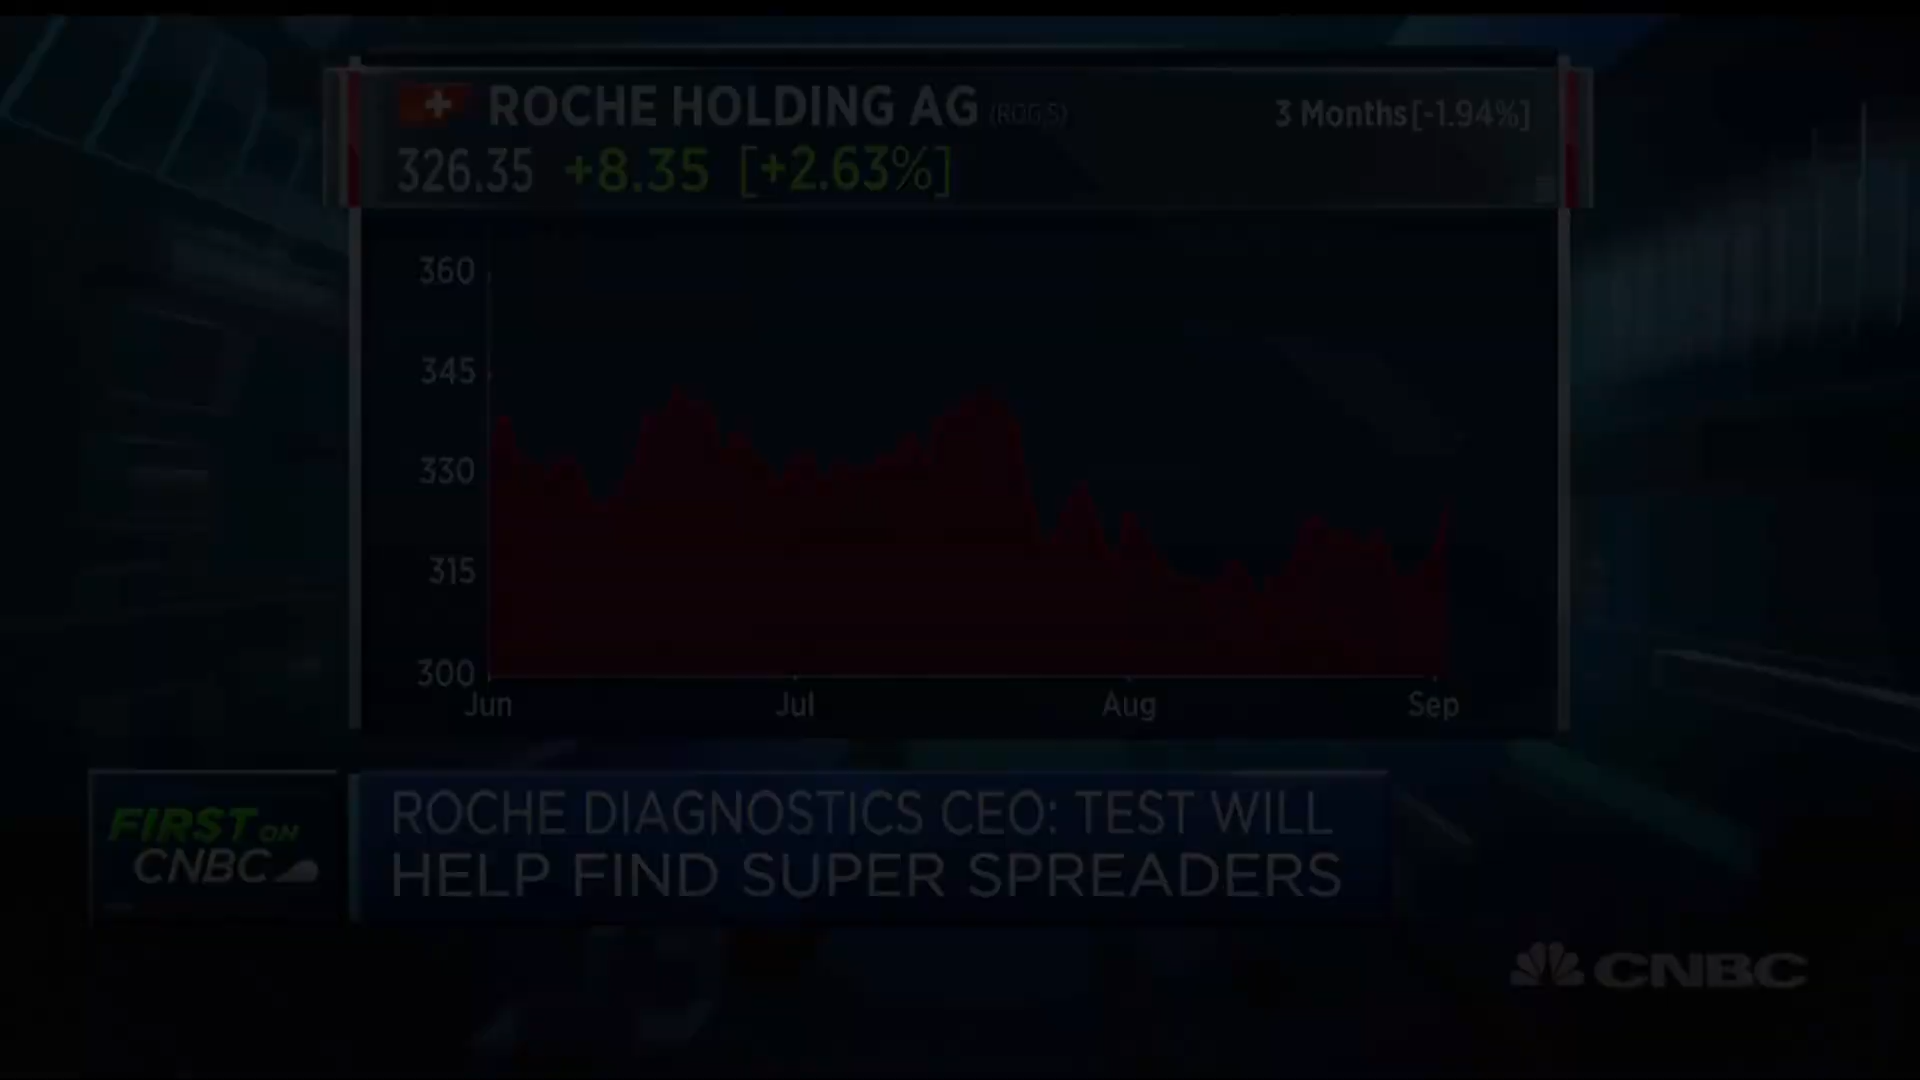 ROCHE HOLDING AG (ROG.S)
3 Months[-1.94%]
326.35 +8.35 [+2.63%]
360
345
330
315
300
Jun Jul Aug Sep
FIRST ON
CNBC
ROCHE DIAGNOSTICS CEO: TEST WILL
HELP FIND SUPER SPREADERS
CNBC